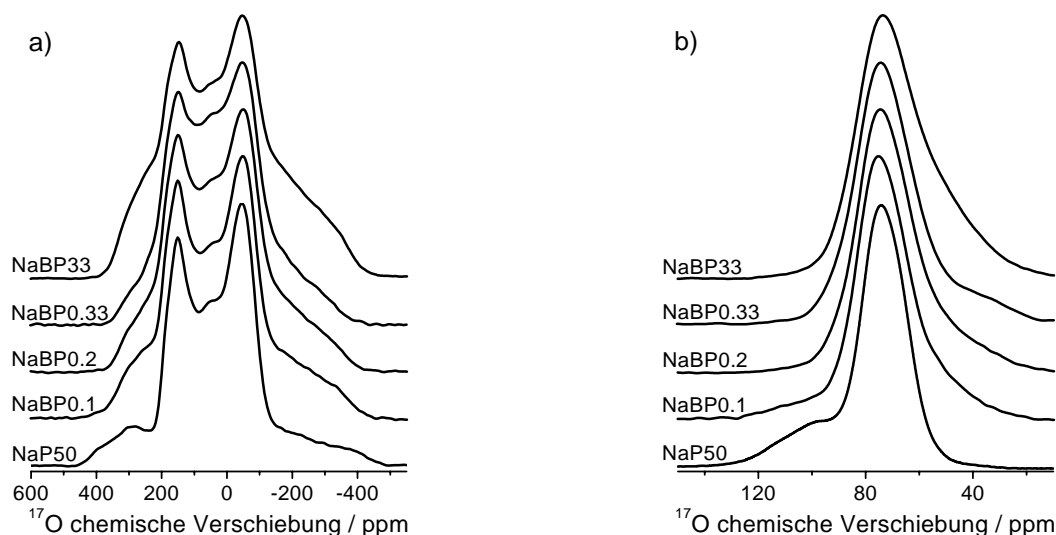 a)
NaBP33
NaBP0.33
NaBP0.2
NaBP0.1
NaP50
600 400 200 0 -200 -400
¹⁷O chemische Verschiebung / ppm
b)
NaBP33
NaBP0.33
NaBP0.2
NaBP0.1
NaP50
120 80 40
¹⁷O chemische Verschiebung / ppm